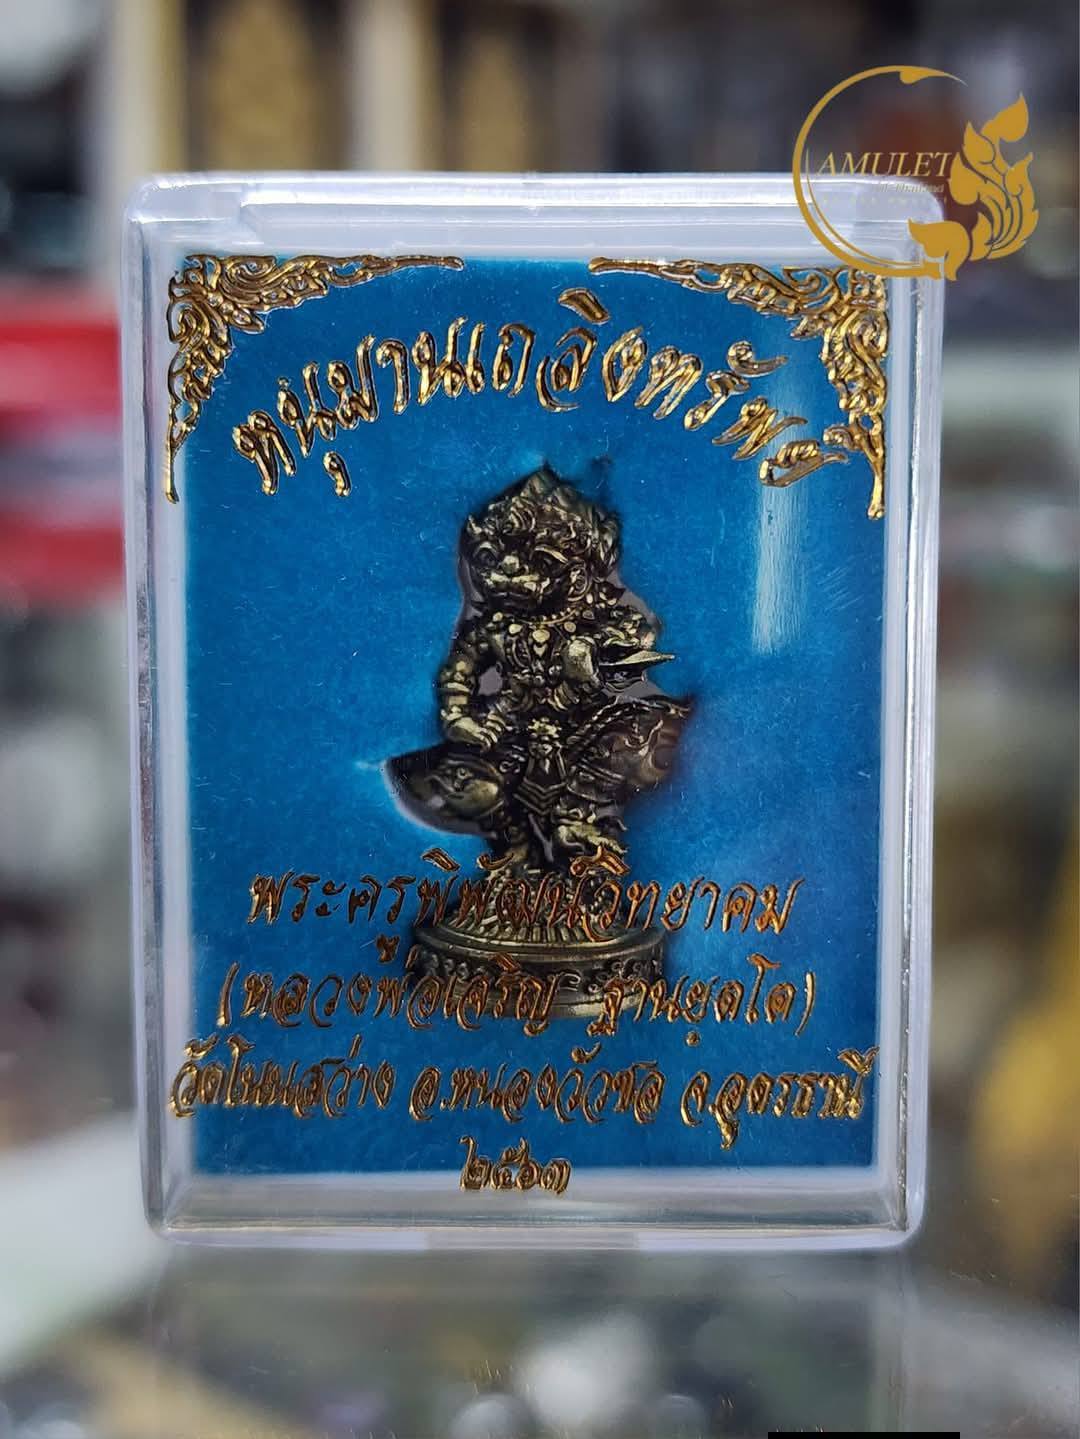 AMULET
หนุมานเถลิงทรัพย์
พระครูพิพัฒน์วิทยาคม
(หลวงพ่อเจริญ ฐานยุตโต)
วัดโนนสว่าง อ.หนองวัวซอ จ.อุดรธานี
๒๕๖๓